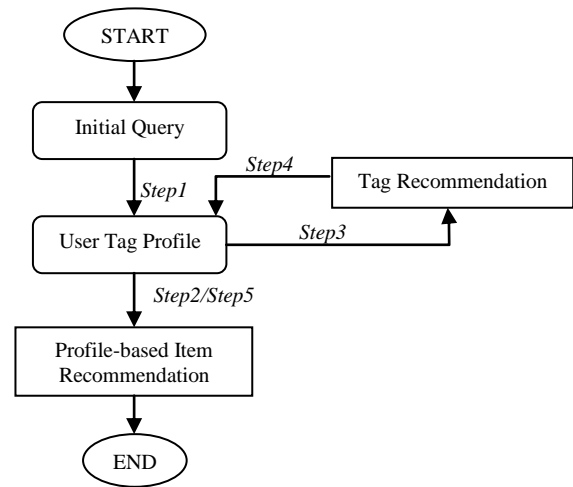 START
Initial Query
Step4
Tag Recommendation
Step1
User Tag Profile
Step3
Step2/Step5
Profile-based Item
Recommendation
END